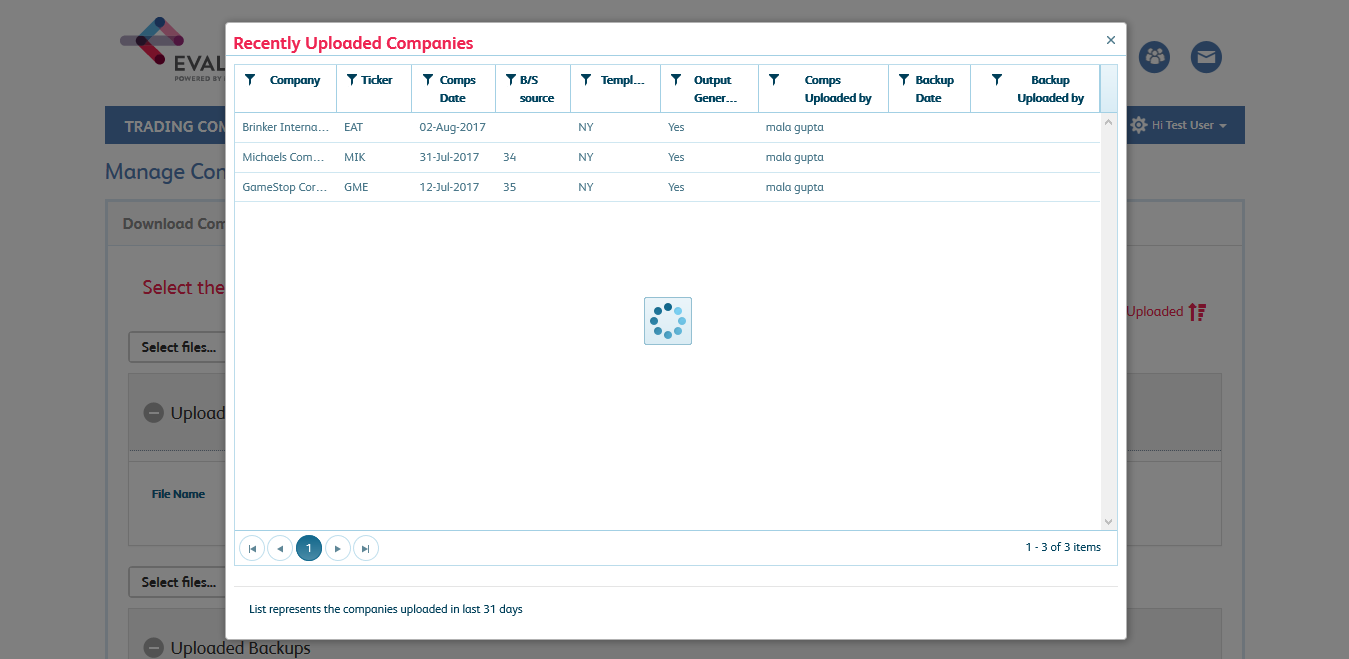 EVAL
POWERED BY
Recently Uploaded Companies
×
Company Ticker Comps Date B/S source Templ... Output Gener... Comps Uploaded by Backup Date Backup Uploaded by
Brinker Interna... EAT 02-Aug-2017 NY Yes mala gupta
Michaels Com... MIK 31-Jul-2017 34 NY Yes mala gupta
GameStop Cor... GME 12-Jul-2017 35 NY Yes mala gupta
1
1 - 3 of 3 items
List represents the companies uploaded in last 31 days
TRADING COM
Hi Test User
Manage Con
Download Com
Select the
Uploaded
Select files...
Upload
File Name
Select files...
Uploaded Backups